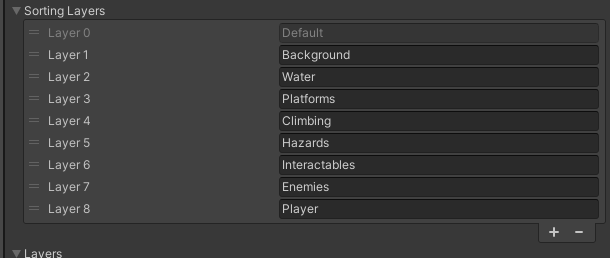 Sorting Layers
Layer 0 Default
Layer 1 Background
Layer 2 Water
Layer 3 Platforms
Layer 4 Climbing
Layer 5 Hazards
Layer 6 Interactables
Layer 7 Enemies
Layer 8 Player
+ −
Layers